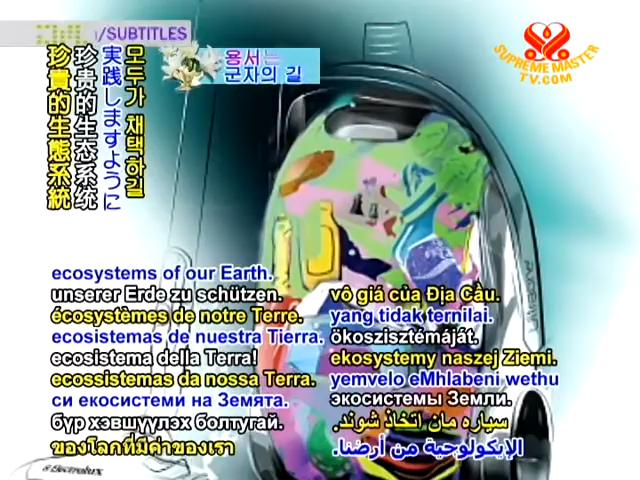 /SUBTITLES
SUPREME MASTER
TV.COM
용서는
군자의 길
모두가 채택하길
実践しますように
珍贵的生态系统
珍貴的生態系統
ecosystems of our Earth.
unserer Erde zu schützen.
écosystèmes de notre Terre.
ecosistemas de nuestra Tierra.
ecosistema della Terra!
ecossistemas da nossa Terra.
си екосистеми на Земята.
бүр хэвшүүлэх болтугай.
ของโลกที่มีค่าของเรา
vô giá của Địa Cầu.
yang tidak ternilai.
ökoszisztémáját.
ekosystemy naszej Ziemi.
yemvelo eMhlabeni wethu
экосистемы Земли.
سیاره مان اتخاذ شوند.
الإيكولوجية من أرضنا.
Electrolux